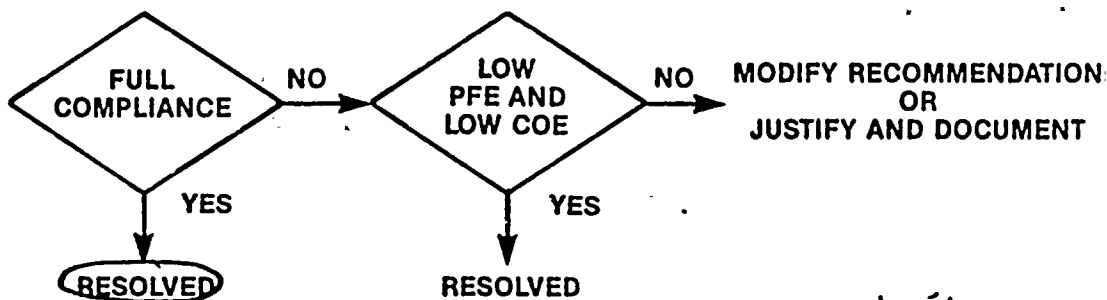 FULL
COMPLIANCE
NO
LOW
PFE AND
LOW COE
NO
MODIFY RECOMMENDATION
OR
JUSTIFY AND DOCUMENT
YES
YES
RESOLVED
RESOLVED